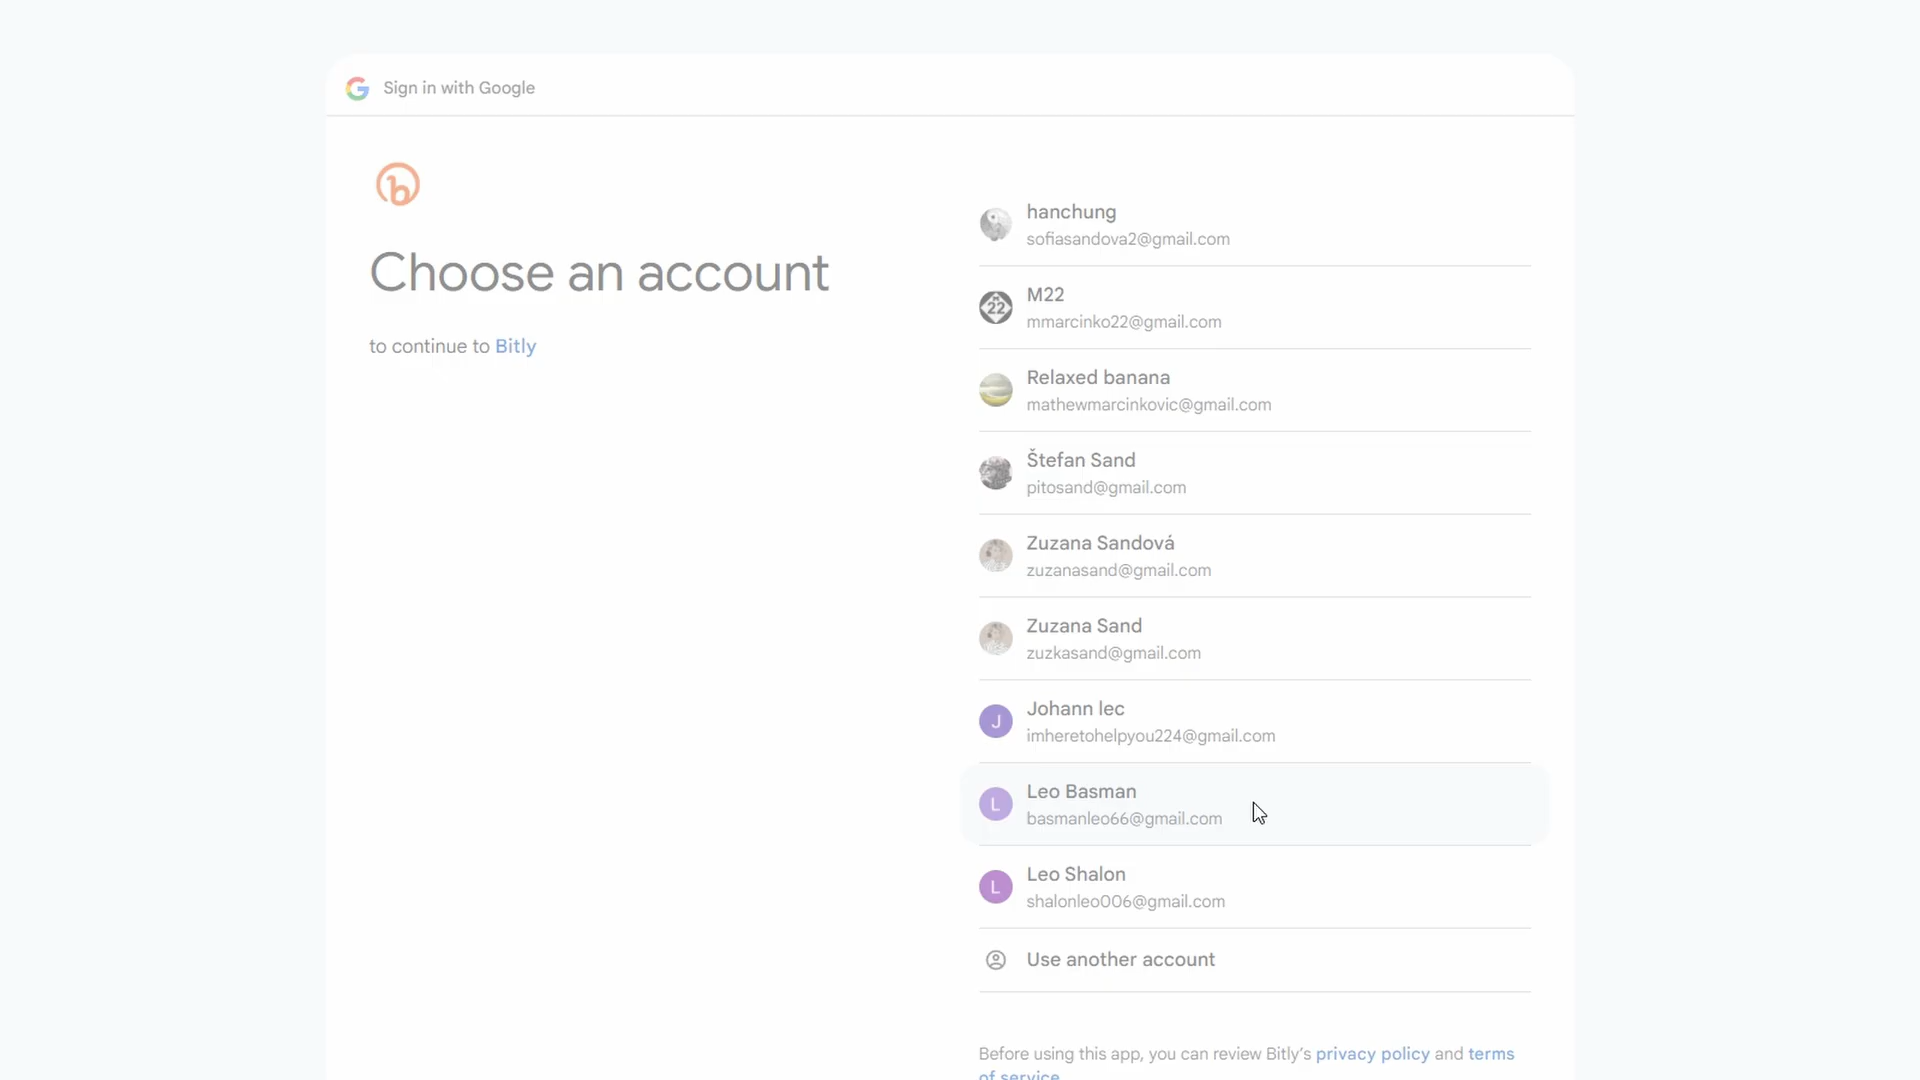 Sign in with Google
Choose an account
to continue to Bitly
hanchung
sofiasandova2@gmail.com
22
M22
mmarcinko22@gmail.com
Relaxed banana
mathewmarcinkovic@gmail.com
Štefan Sand
pitosand@gmail.com
Zuzana Sandová
zuzanasand@gmail.com
Zuzana Sand
zuzkasand@gmail.com
J
Johann lec
imheretohelpyou224@gmail.com
L
Leo Basman
basmanleo66@gmail.com
L
Leo Shalon
shalonleo006@gmail.com
Use another account
Before using this app, you can review Bitly's privacy policy and terms
of service